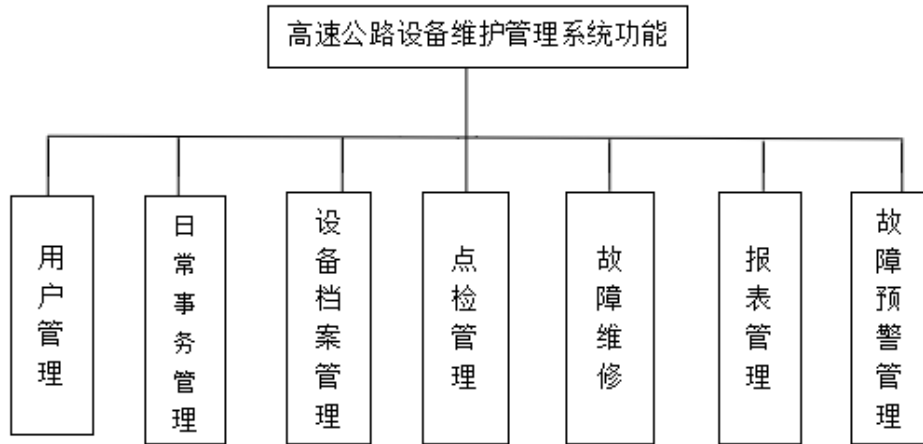 高速公路设备维护管理系统功能
用户管理
日常事务管理
设备档案管理
点检管理
故障维修
报表管理
故障预警管理